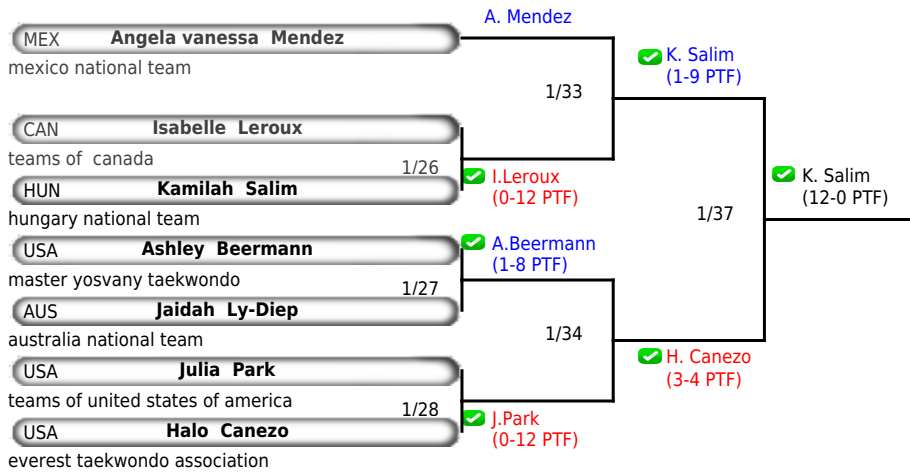 A. Mendez
MEX Angela vanessa Mendez
mexico national team
K. Salim
(1-9 PTF)
1/33
CAN Isabelle Leroux
teams of canada
1/26
I.Leroux
(0-12 PTF)
HUN Kamilah Salim
hungary national team
K. Salim
(12-0 PTF)
1/37
USA Ashley Beermann
master yosvany taekwondo
A.Beermann
(1-8 PTF)
1/27
AUS Jaidah Ly-Diep
australia national team
1/34
USA Julia Park
teams of united states of america
H. Canezo
(3-4 PTF)
1/28
J.Park
(0-12 PTF)
USA Halo Canezo
everest taekwondo association